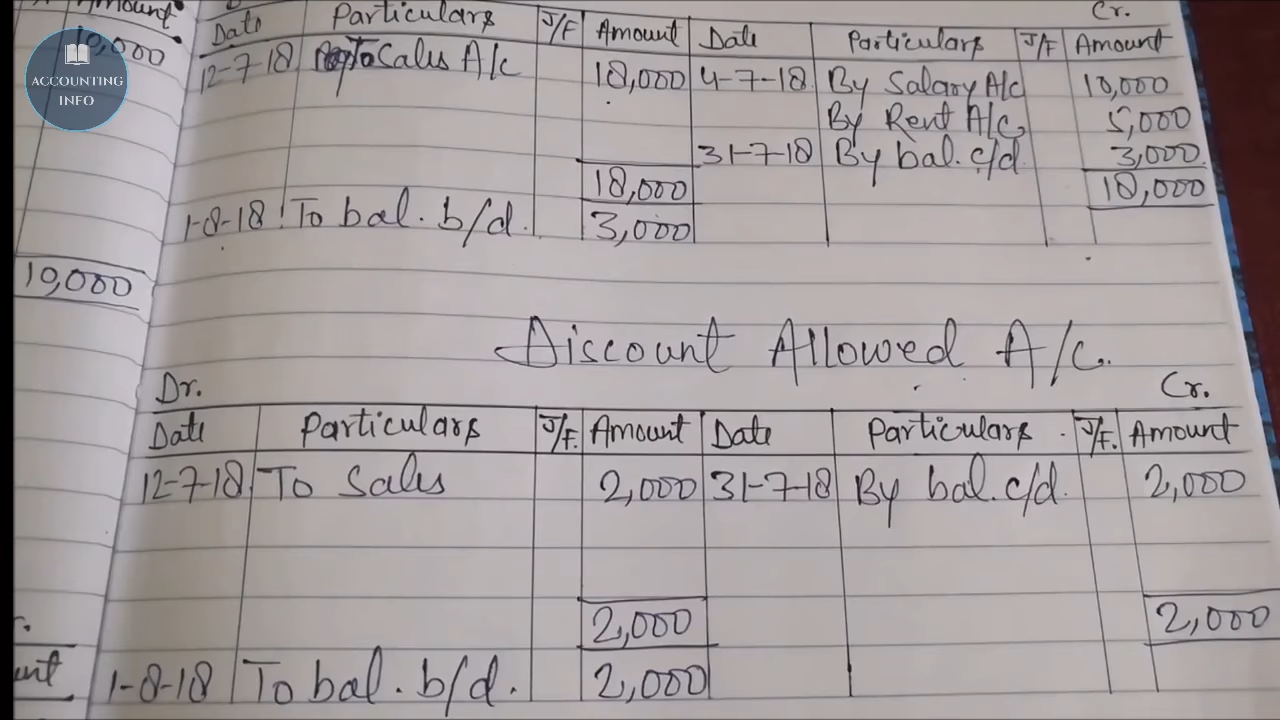 Amount
10,000
ACCOUNTING
INFO
10,000
Cr.
Date Particulars J/F Amount Date Particulars J/F Amount
12-7-18 To Sales A/c 18,000 4-7-18 By Salary A/c 10,000
By Rent A/c 5,000
31-7-18 By bal. c/d. 3,000
18,000 18,000
1-8-18 To bal. b/d. 3,000
Discount Allowed A/c.
Dr. Cr.
Date Particulars J/F. Amount Date Particulars J/F. Amount
12-7-18 To Sales 2,000 31-7-18 By bal. c/d. 2,000
2,000 2,000
1-8-18 To bal. b/d. 2,000